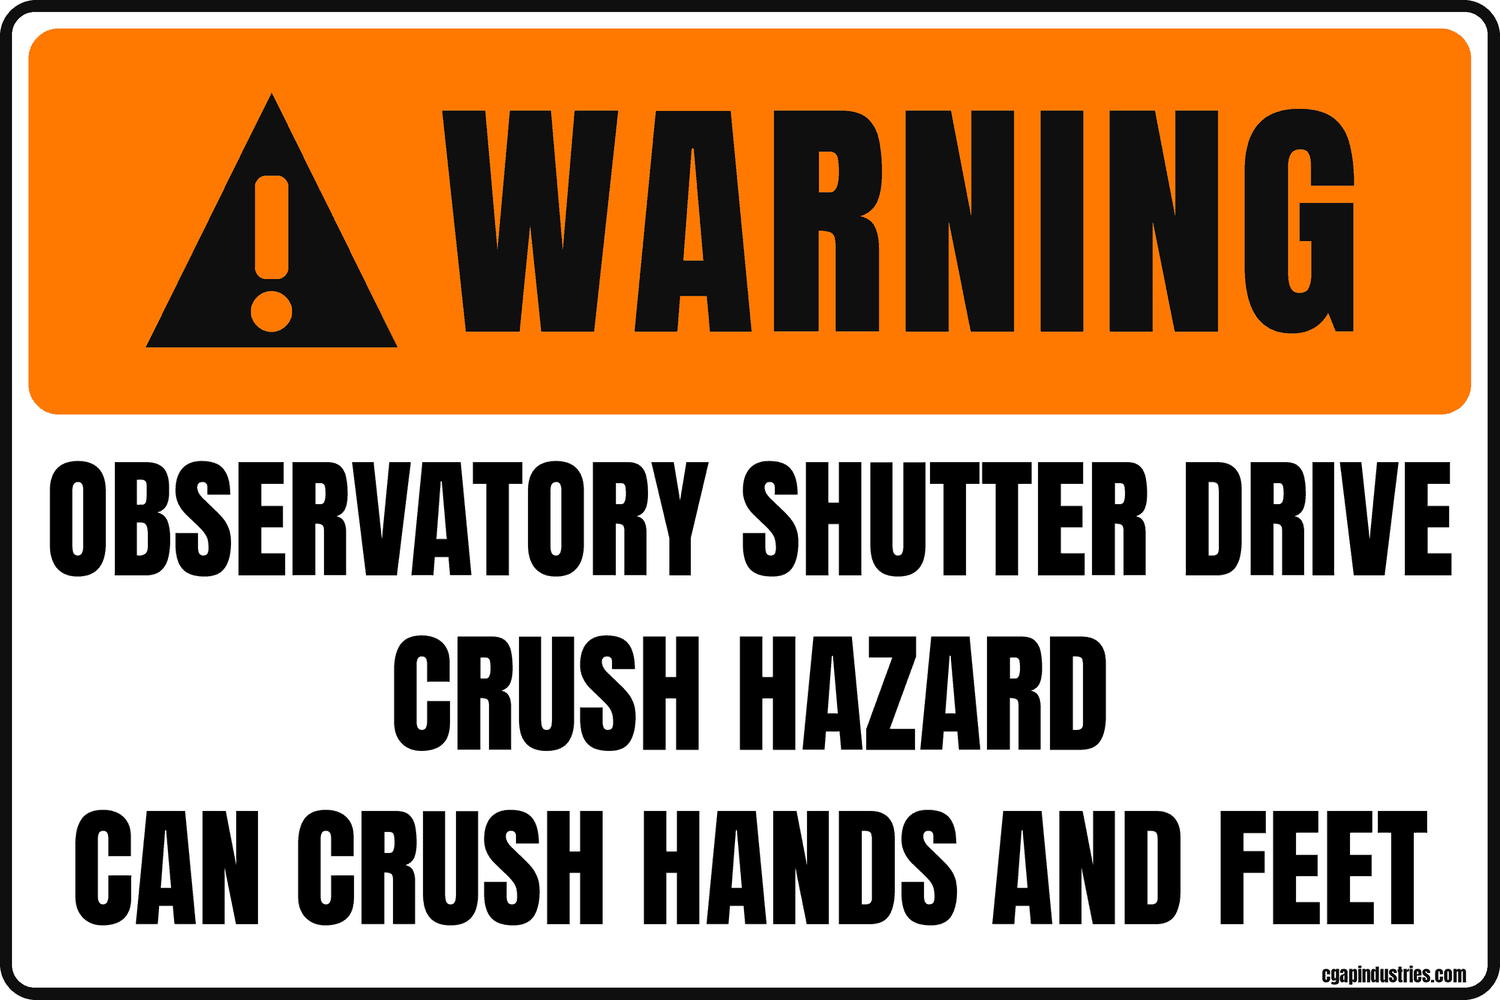 WARNING
OBSERVATORY SHUTTER DRIVE
CRUSH HAZARD
CAN CRUSH HANDS AND FEET
cgapindustries.com